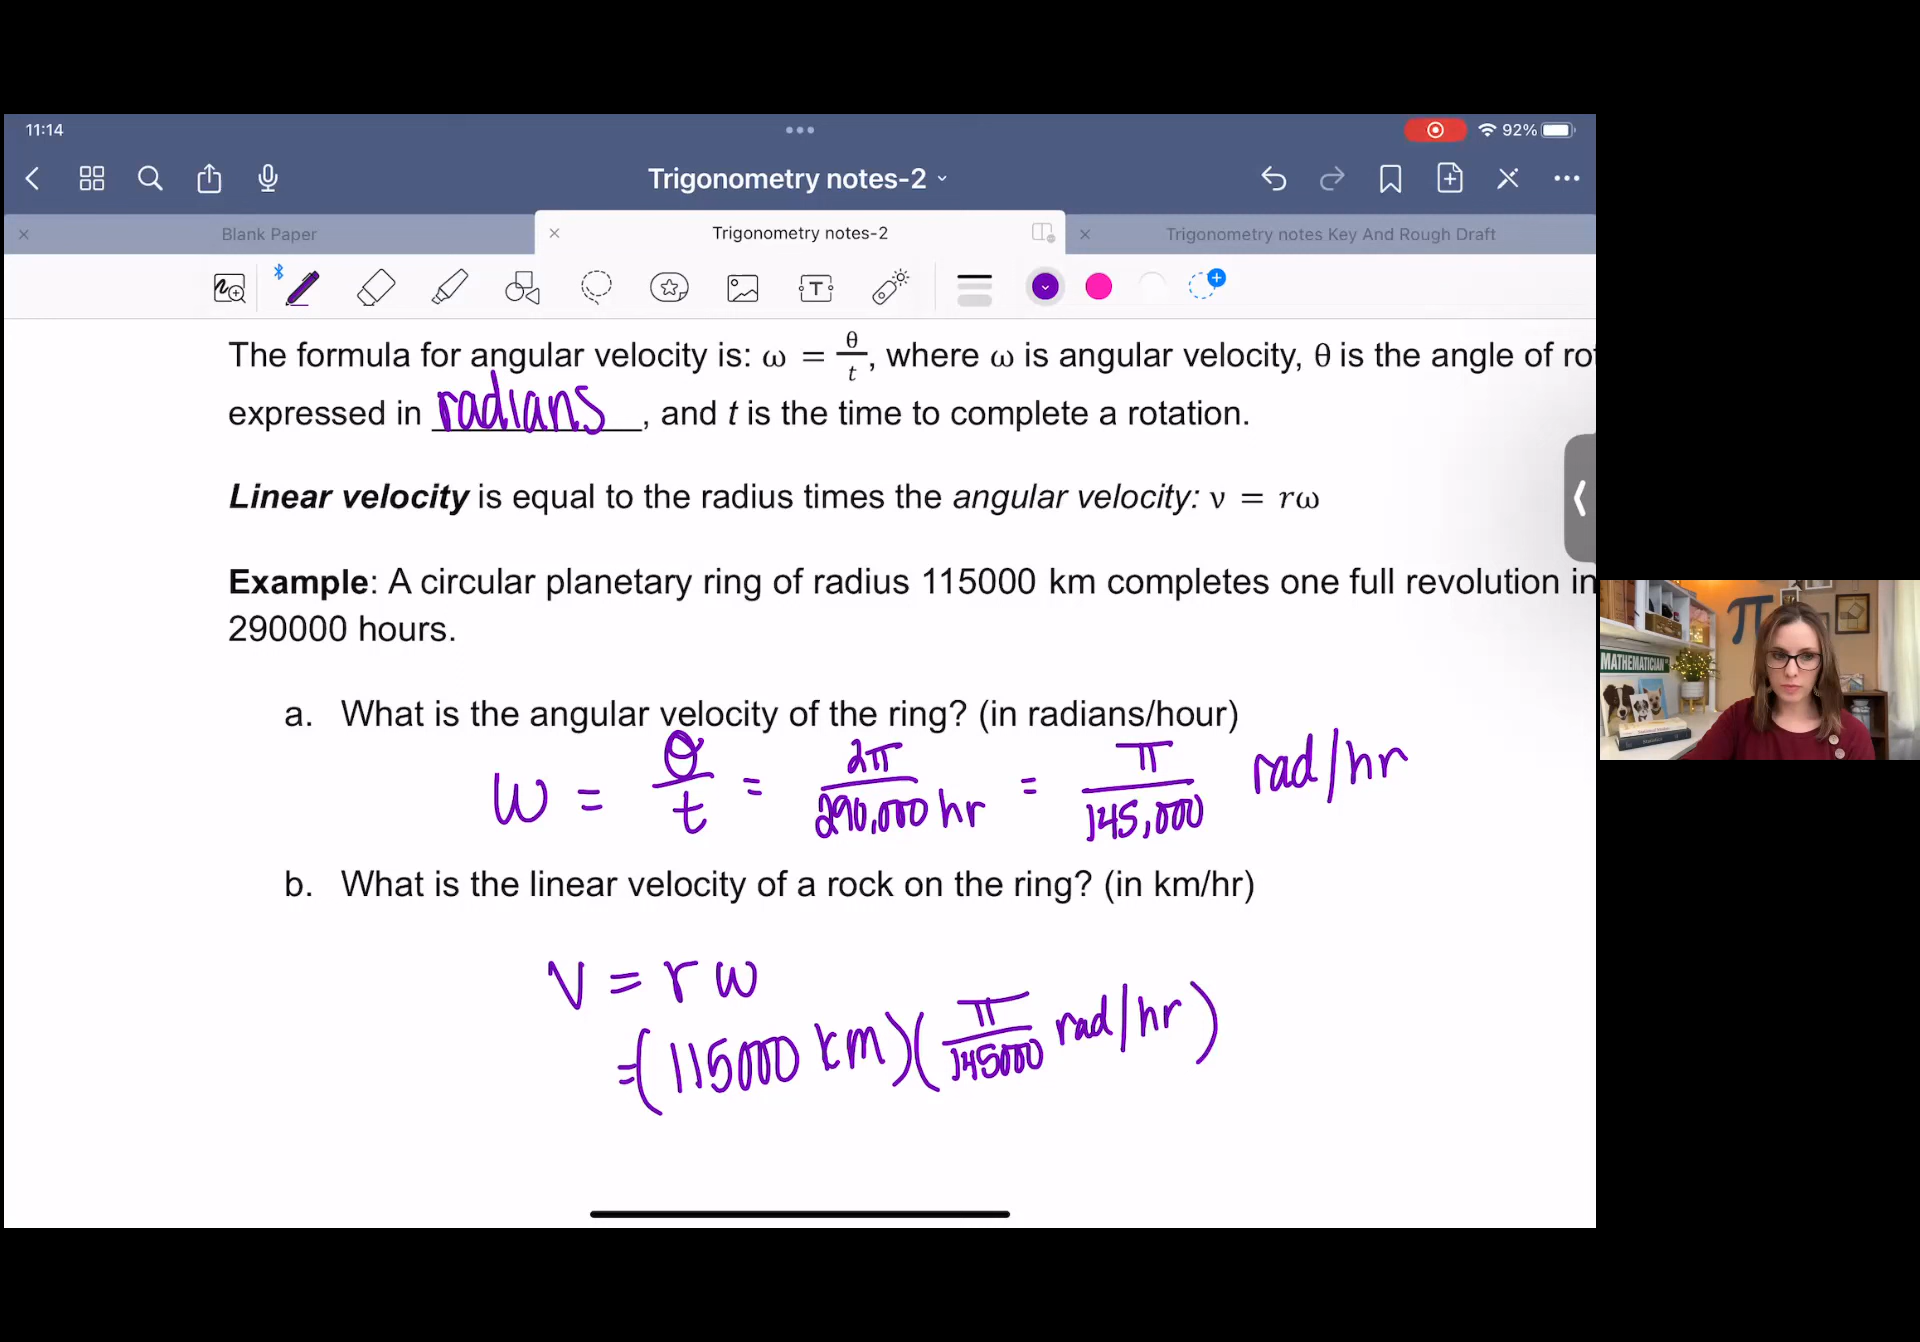 11:14
92%
Trigonometry notes-2
Blank Paper
Trigonometry notes-2
Trigonometry notes Key And Rough Draft
The formula for angular velocity is: ω = θ/t, where ω is angular velocity, θ is the angle of ro
expressed in radians, and t is the time to complete a rotation.
Linear velocity is equal to the radius times the angular velocity: v = rω
Example: A circular planetary ring of radius 115000 km completes one full revolution in
290000 hours.
MATHEMATICIAN
a. What is the angular velocity of the ring? (in radians/hour)
ω = θ/t = 2π/290,000 hr = π/145,000 rad/hr
b. What is the linear velocity of a rock on the ring? (in km/hr)
v = rω
=(115000 km)(π/145000 rad/hr)